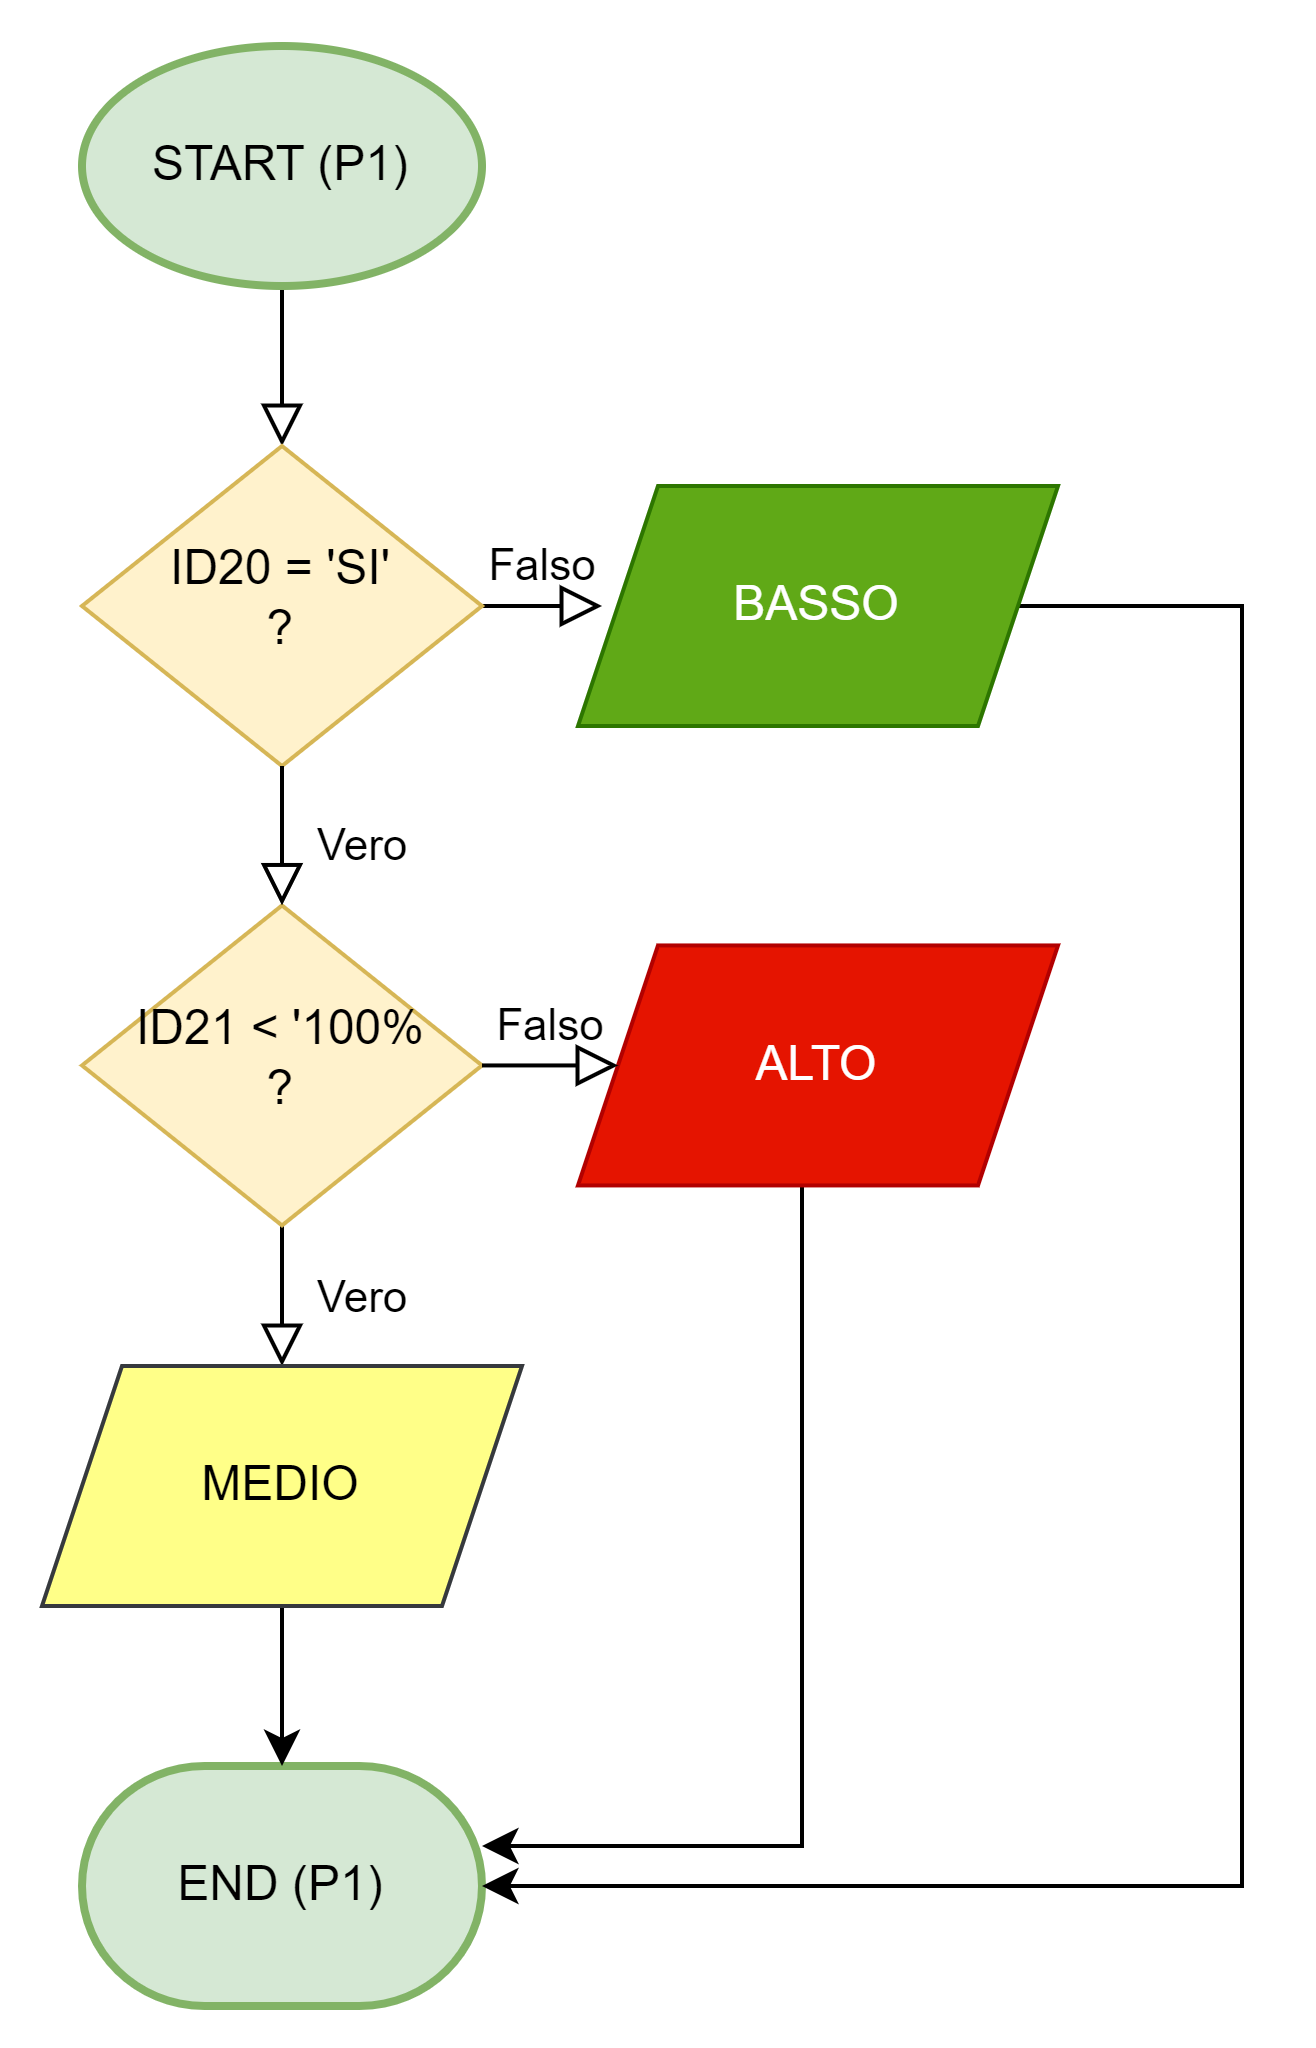 START (P1)
ID20 = 'SI'
?
Falso
BASSO
Vero
ID21 < '100%
?
Falso
ALTO
Vero
MEDIO
END (P1)